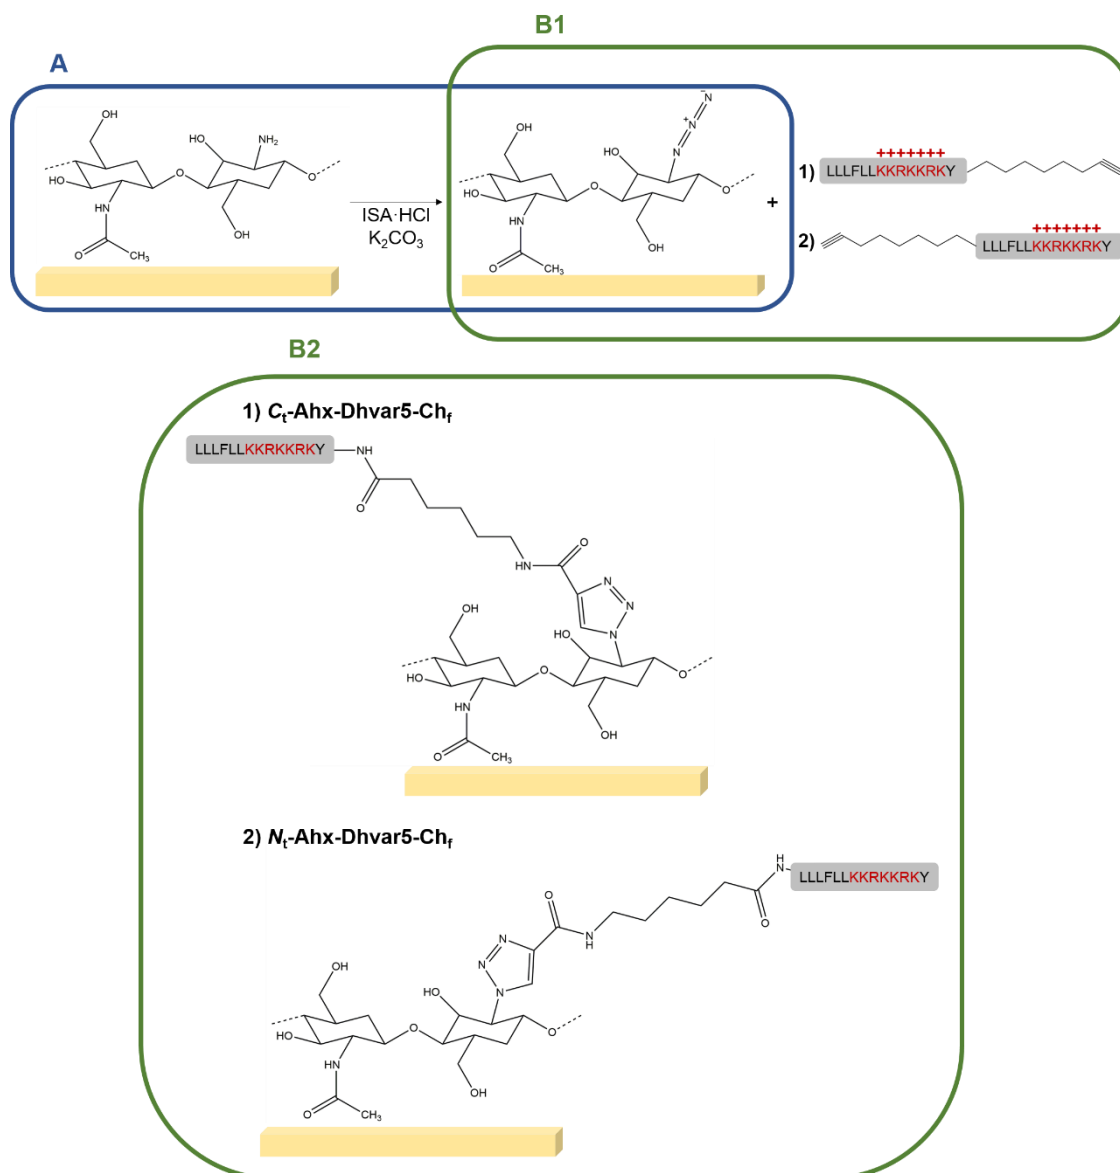 B1
A
OH
HO
NH2
O
HO
HN
OH
O
CH3
ISA·HCl
K2CO3
N
−
N
+
N
OH
HO
O
O
HO
HN
OH
O
CH3
+
+++++++
1) LLLFLLKKRKKRKY
+++++++
2) LLLFLLKKRKKRKY
B2
1) Ct-Ahx-Dhvar5-Chf
LLLFLLKKRKKRKY
NH
O
O
HN
N
N
N
OH
HO
O
O
HO
HN
OH
O
CH3
2) Nt-Ahx-Dhvar5-Chf
H
N
LLLFLLKKRKKRKY
O
O
N
H
N
N
N
OH
HO
O
O
HO
HN
OH
O
CH3